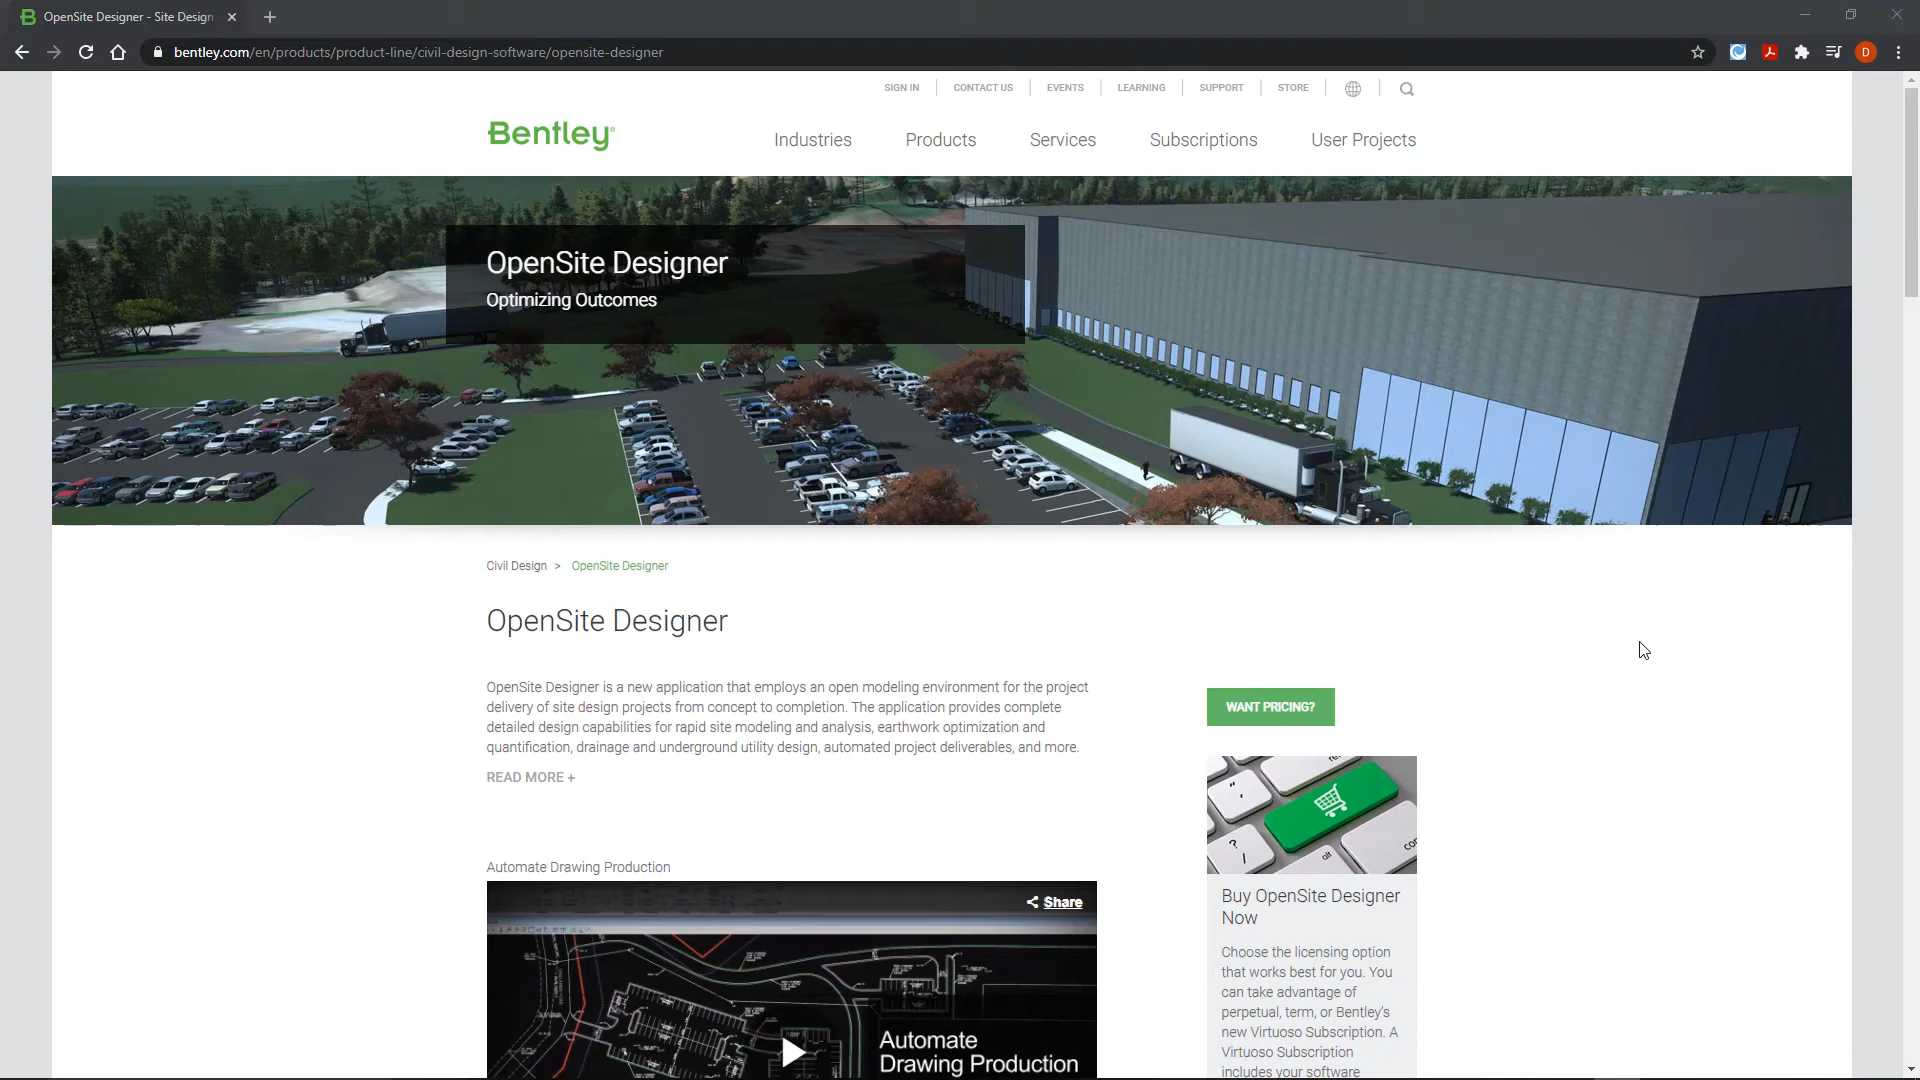 OpenSite Designer - Site Design
bentley.com/en/products/product-line/civil-design-software/opensite-designer
D
SIGN IN
CONTACT US
EVENTS
LEARNING
SUPPORT
STORE
Bentley
Industries
Products
Services
Subscriptions
User Projects
OpenSite Designer
Optimizing Outcomes
Civil Design > OpenSite Designer
OpenSite Designer
OpenSite Designer is a new application that employs an open modeling environment for the project
delivery of site design projects from concept to completion. The application provides complete
detailed design capabilities for rapid site modeling and analysis, earthwork optimization and
quantification, drainage and underground utility design, automated project deliverables, and more.
READ MORE +
WANT PRICING?
alt
Buy OpenSite Designer
Now
Choose the licensing option
that works best for you. You
can take advantage of
perpetual, term, or Bentley's
new Virtuoso Subscription. A
Virtuoso Subscription
includes your software
Automate Drawing Production
Share
Automate
Drawing Production